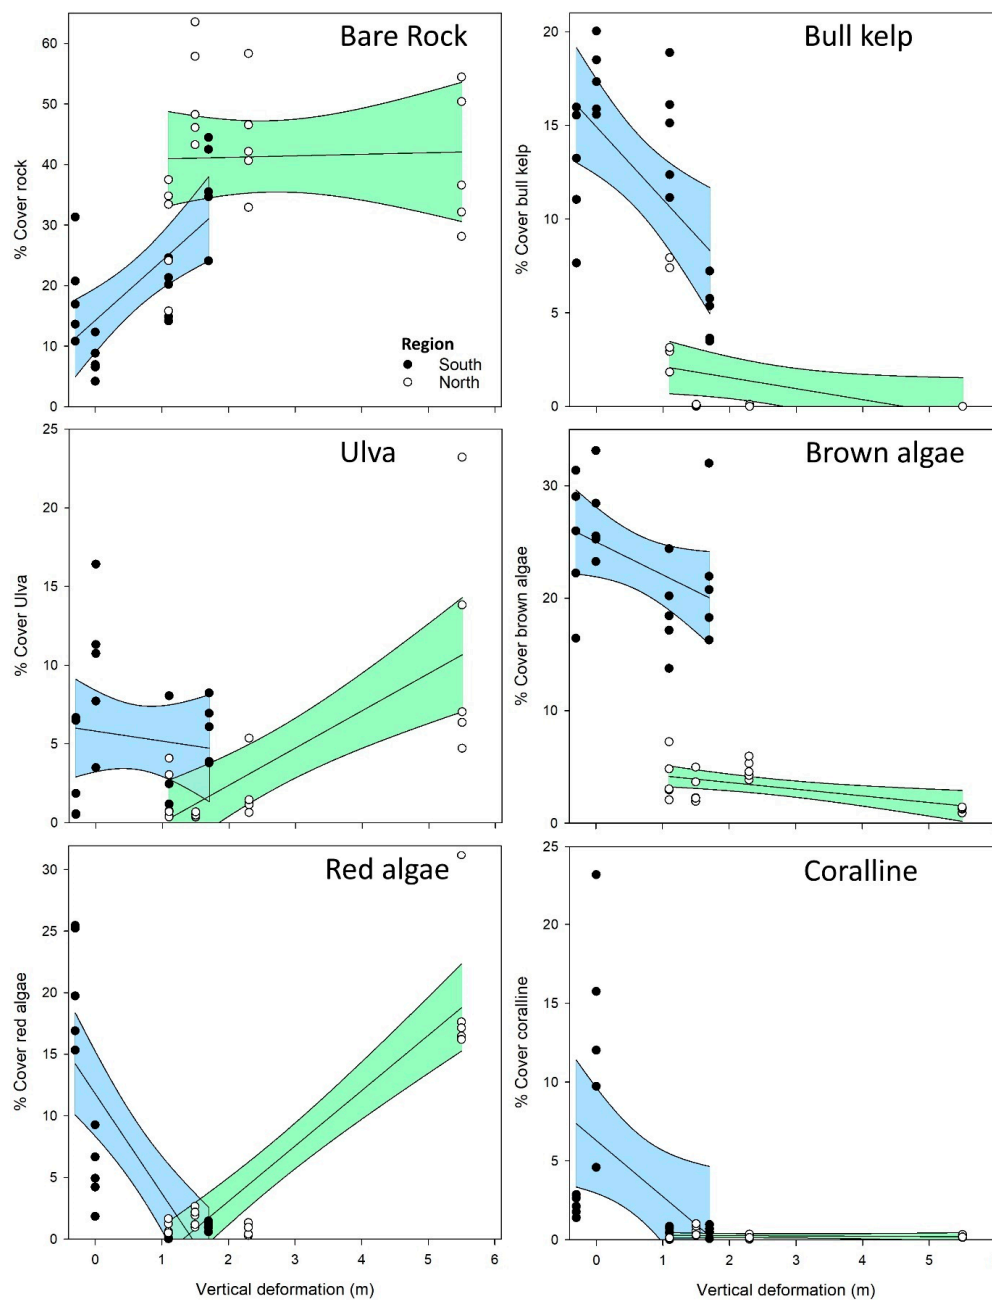 Bare Rock
% Cover rock
60
50
40
30
20
10
0
Region
South
North
Bull kelp
% Cover bull kelp
20
15
10
5
0
Ulva
% Cover Ulva
25
20
15
10
5
0
Brown algae
% Cover brown algae
30
20
10
0
Red algae
% Cover red algae
30
25
20
15
10
5
0
0 1 2 3 4 5 6
Vertical deformation (m)
Coralline
% Cover coralline
25
20
15
10
5
0
0 1 2 3 4 5
Vertical deformation (m)